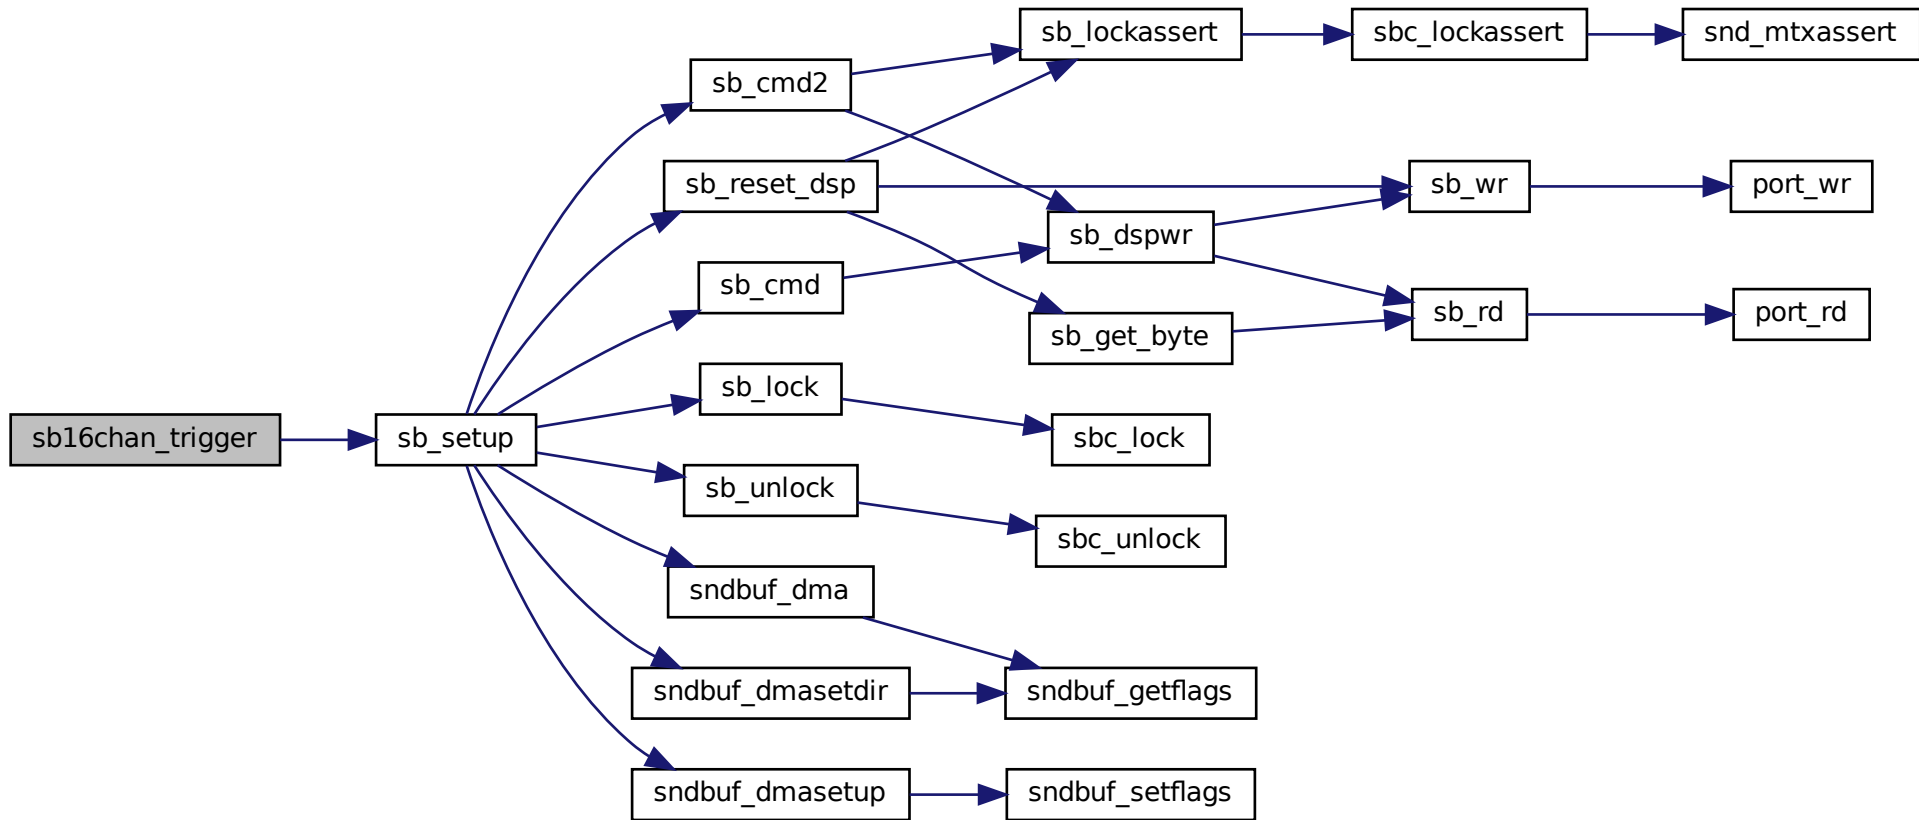 sb_lockassert
sbc_lockassert
snd_mtxassert
sb_cmd2
sb_reset_dsp
sb_wr
port_wr
sb_dspwr
sb_cmd
sb_rd
port_rd
sb_get_byte
sb_lock
sb16chan_trigger
sb_setup
sbc_lock
sb_unlock
sbc_unlock
sndbuf_dma
sndbuf_dmasetdir
sndbuf_getflags
sndbuf_dmasetup
sndbuf_setflags